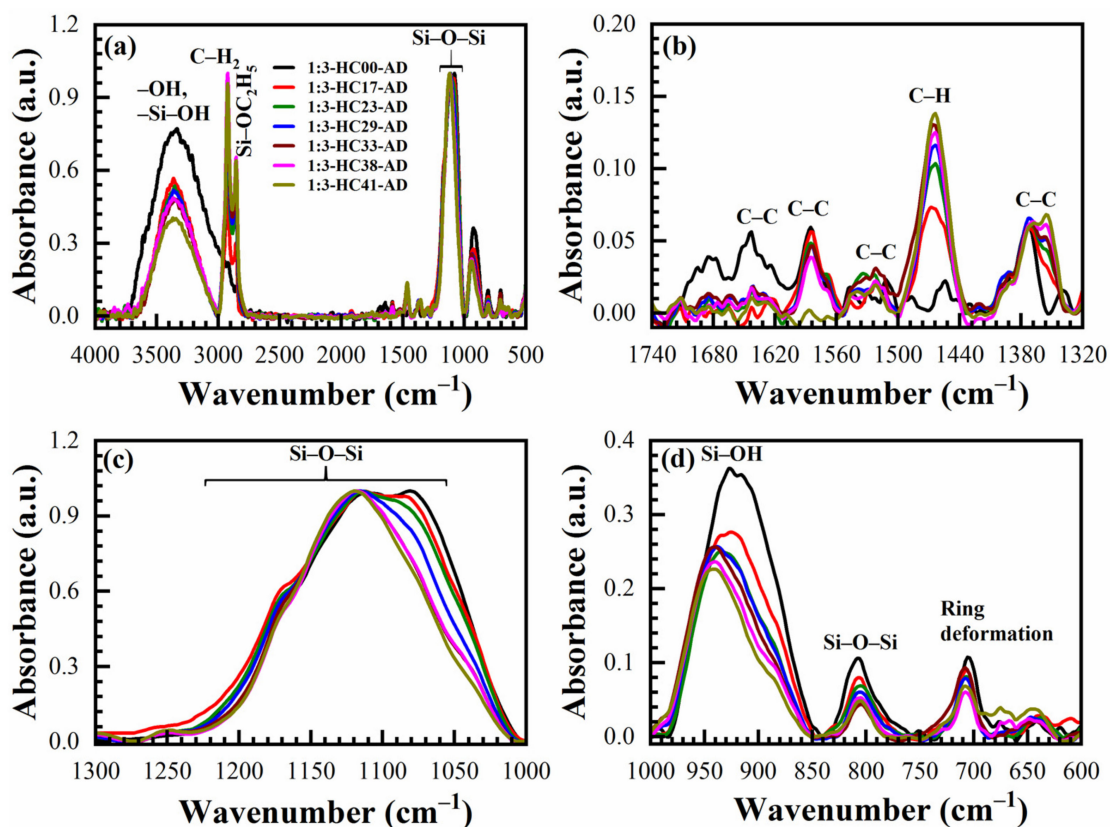 (a)
Absorbance (a.u.)
1.2
0.9
0.6
0.3
0.0
–OH,
–Si–OH
C–H₂
Si–OC₂H₅
Si–O–Si
1:3-HC00-AD
1:3-HC17-AD
1:3-HC23-AD
1:3-HC29-AD
1:3-HC33-AD
1:3-HC38-AD
1:3-HC41-AD
4000 3500 3000 2500 2000 1500 1000 500
Wavenumber (cm⁻¹)
(b)
Absorbance (a.u.)
0.20
0.15
0.10
0.05
0.00
C–C
C–C
C–C
C–H
C–C
1740 1680 1620 1560 1500 1440 1380 1320
Wavenumber (cm⁻¹)
(c)
Absorbance (a.u.)
1.2
0.9
0.6
0.3
0.0
Si–O–Si
1300 1250 1200 1150 1100 1050 1000
Wavenumber (cm⁻¹)
(d)
Absorbance (a.u.)
0.4
0.3
0.2
0.1
0.0
Si–OH
Si–O–Si
Ring
deformation
1000 950 900 850 800 750 700 650 600
Wavenumber (cm⁻¹)